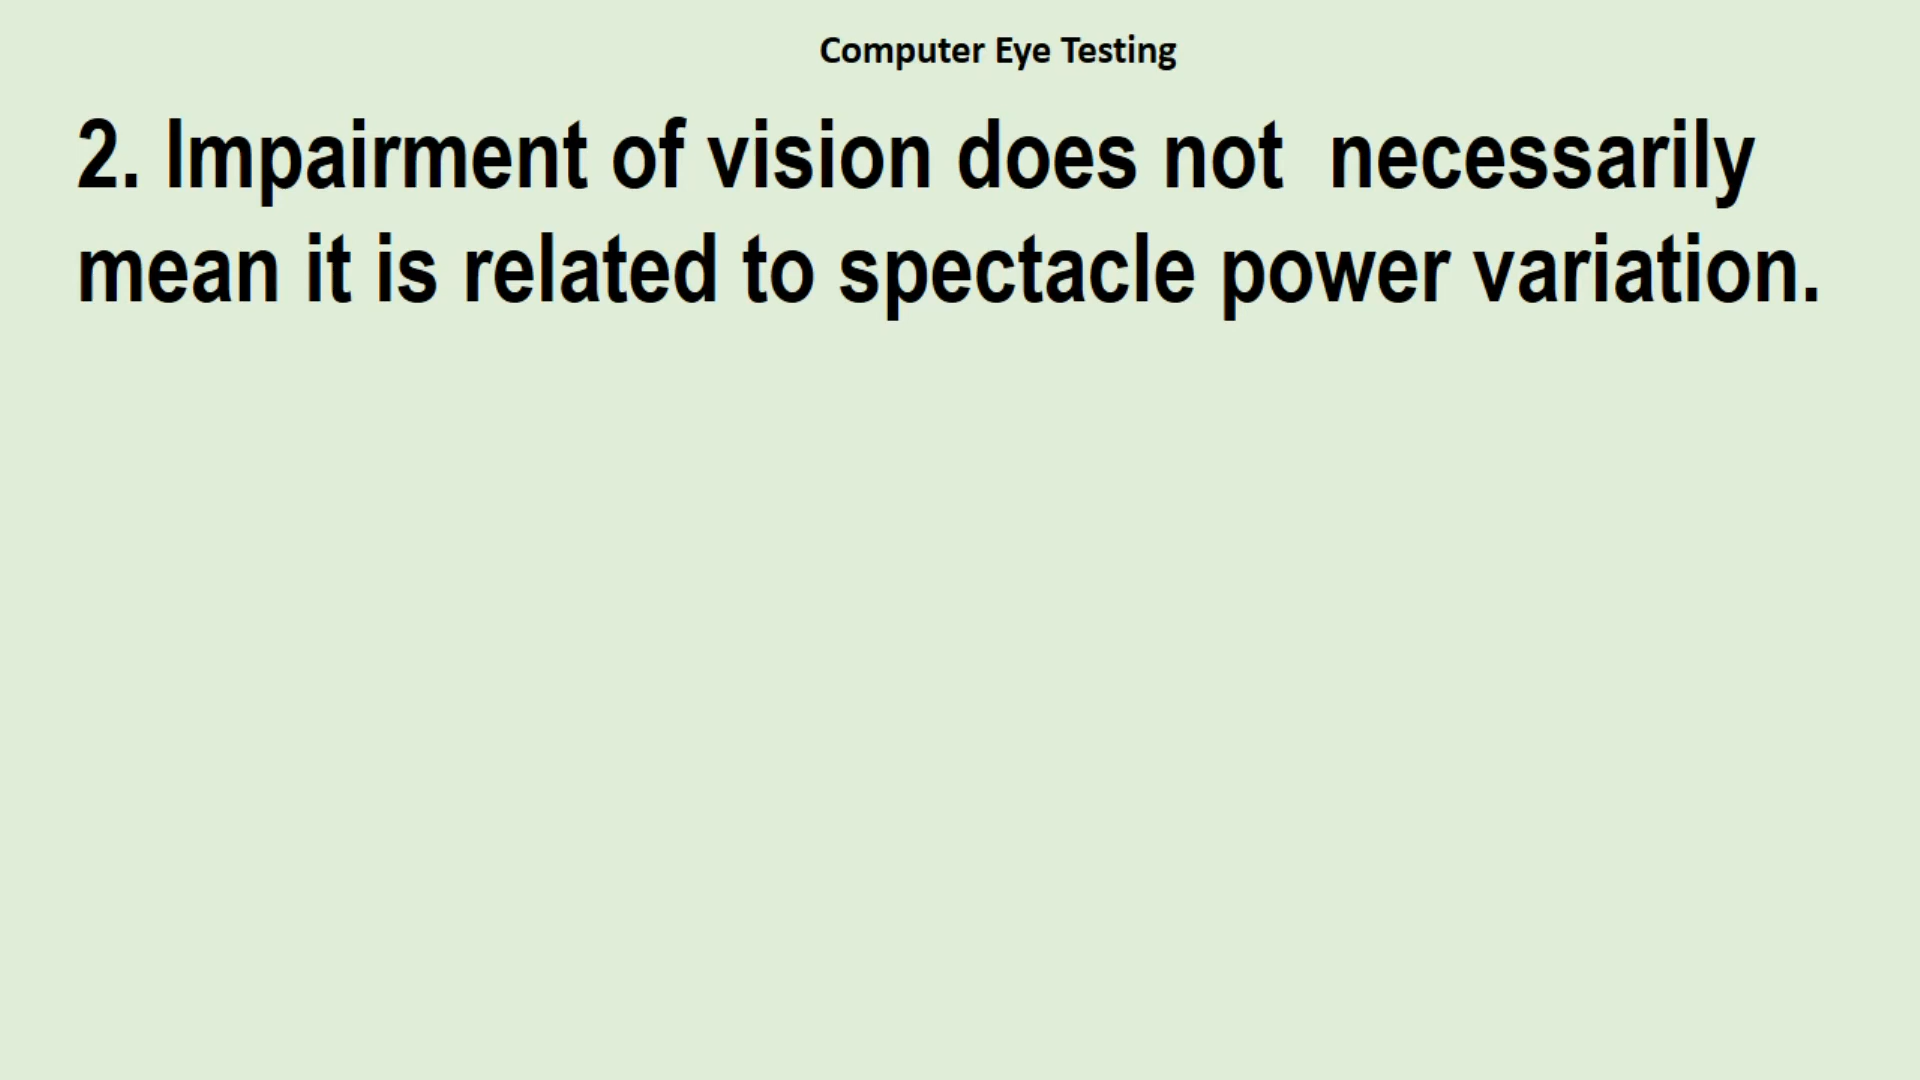 Computer Eye Testing
2. Impairment of vision does not  necessarily
mean it is related to spectacle power variation.